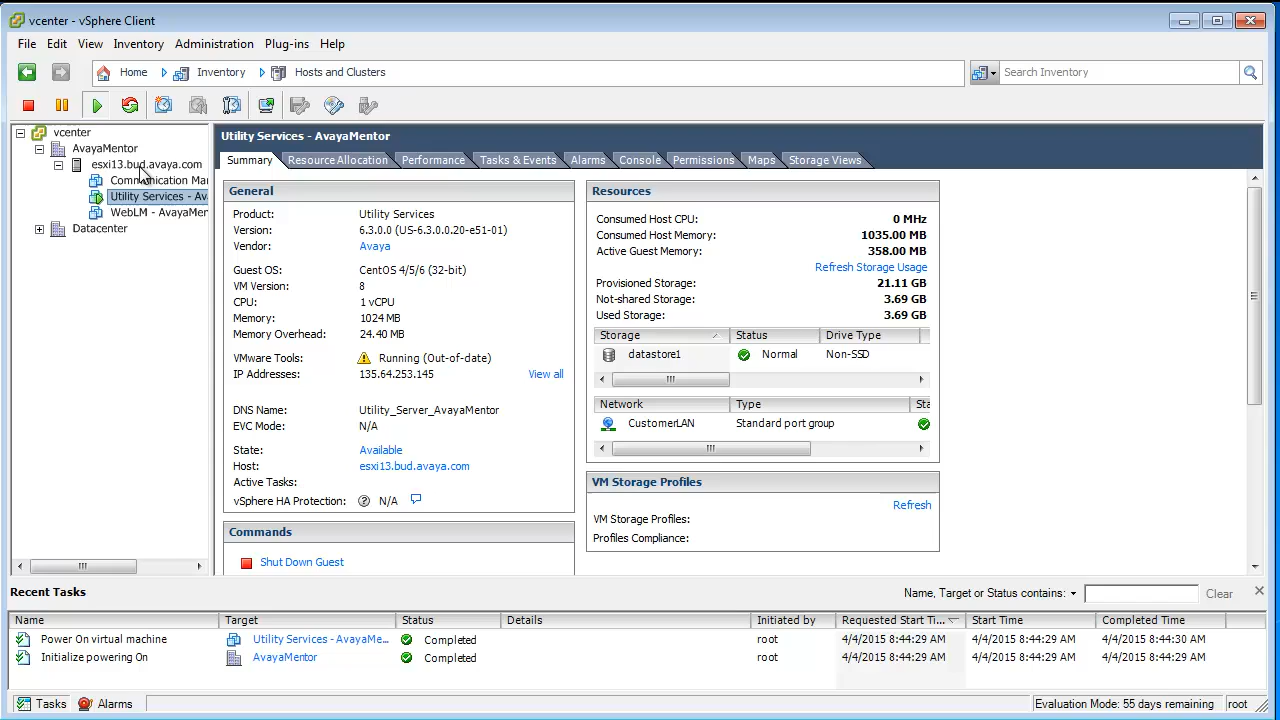 vcenter - vSphere Client
File Edit View Inventory Administration Plug-ins Help
Home Inventory Hosts and Clusters Search Inventory
vcenter
AvayaMentor
esxi13.bud.avaya.com
Communication Ma
Utility Services - Av
WebLM - AvayaMer
Datacenter
Utility Services - AvayaMentor
Summary Resource Allocation Performance Tasks & Events Alarms Console Permissions Maps Storage Views
General
Product: Utility Services
Version: 6.3.0.0 (US-6.3.0.0.20-e51-01)
Vendor: Avaya
Guest OS: CentOS 4/5/6 (32-bit)
VM Version: 8
CPU: 1 vCPU
Memory: 1024 MB
Memory Overhead: 24.40 MB
VMware Tools: Running (Out-of-date)
IP Addresses: 135.64.253.145 View all
DNS Name: Utility_Server_AvayaMentor
EVC Mode: N/A
State: Available
Host: esxi13.bud.avaya.com
Active Tasks:
vSphere HA Protection: N/A
Commands
Shut Down Guest
Resources
Consumed Host CPU: 0 MHz
Consumed Host Memory: 1035.00 MB
Active Guest Memory: 358.00 MB
Refresh Storage Usage
Provisioned Storage: 21.11 GB
Not-shared Storage: 3.69 GB
Used Storage: 3.69 GB
Storage Status Drive Type
datastore1 Normal Non-SSD
Network Type Sta
CustomerLAN Standard port group
VM Storage Profiles
Refresh
VM Storage Profiles:
Profiles Compliance:
Recent Tasks Name, Target or Status contains: Clear
Name Target Status Details Initiated by Requested Start Ti... Start Time Completed Time
Power On virtual machine Utility Services - AvayaMe... Completed root 4/4/2015 8:44:29 AM 4/4/2015 8:44:29 AM 4/4/2015 8:44:30 AM
Initialize powering On AvayaMentor Completed root 4/4/2015 8:44:29 AM 4/4/2015 8:44:29 AM 4/4/2015 8:44:29 AM
Tasks Alarms Evaluation Mode: 55 days remaining root